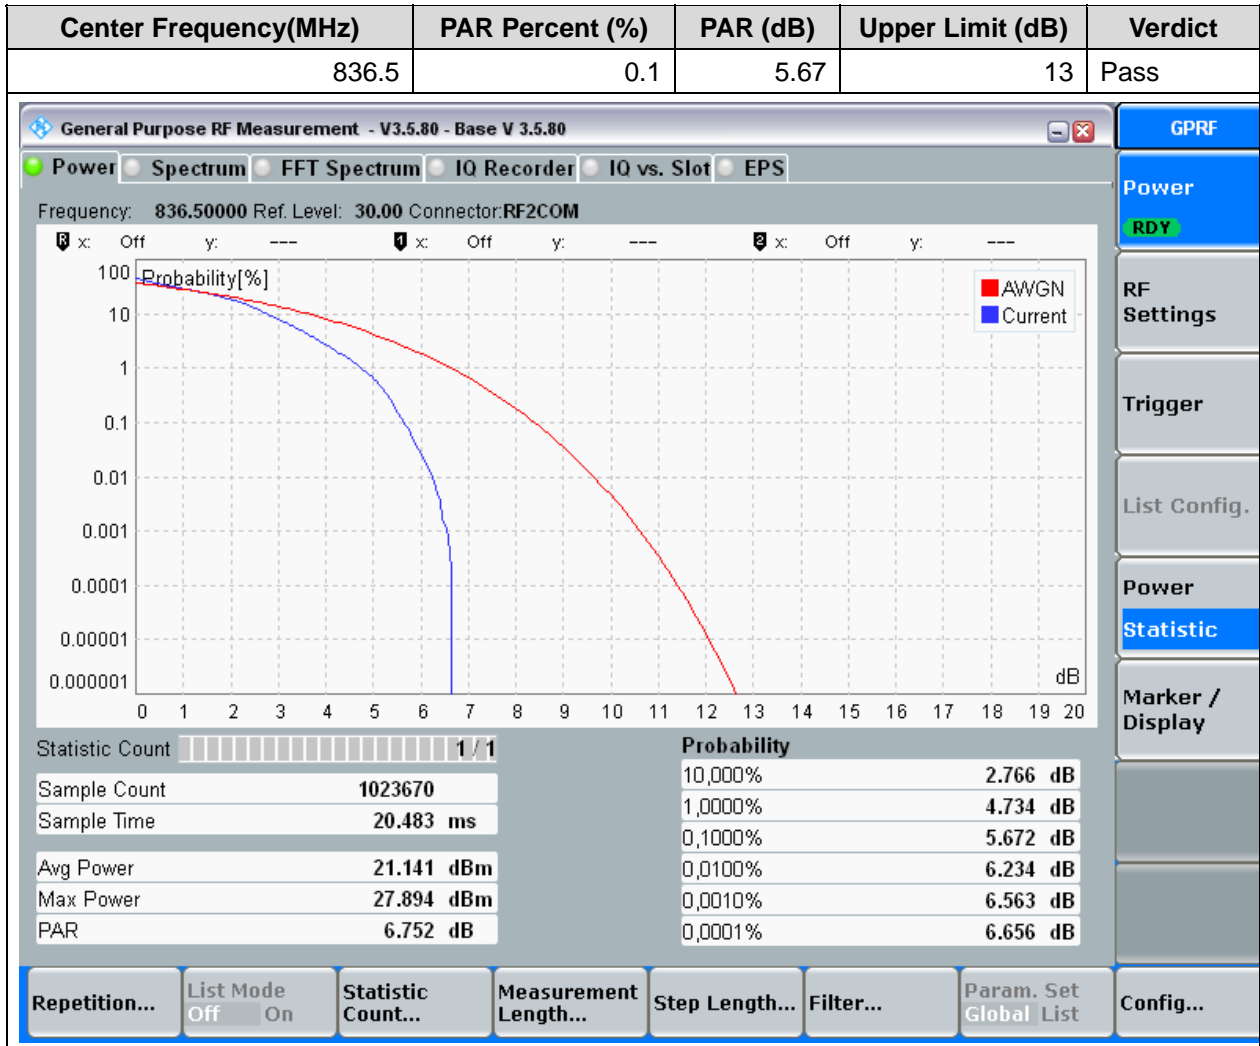 Center Frequency(MHz) PAR Percent (%) PAR (dB) Upper Limit (dB) Verdict
836.5 0.1 5.67 13 Pass
General Purpose RF Measurement - V3.5.80 - Base V 3.5.80
GPRF
Power Spectrum FFT Spectrum IQ Recorder IQ vs. Slot EPS
Power
RDY
Frequency: 836.50000 Ref. Level: 30.00 Connector:RF2COM
R x: Off y: --- 1 x: Off y: --- 2 x: Off y: ---
Probability[%]
AWGN
Current
100
10
1
0.1
0.01
0.001
0.0001
0.00001
0.000001
dB
0 1 2 3 4 5 6 7 8 9 10 11 12 13 14 15 16 17 18 19 20
RF
Settings
Trigger
List Config.
Power
Statistic
Marker /
Display
Statistic Count 1 / 1
Sample Count 1023670
Sample Time 20.483 ms
Avg Power 21.141 dBm
Max Power 27.894 dBm
PAR 6.752 dB
Probability
10,000% 2.766 dB
1,0000% 4.734 dB
0,1000% 5.672 dB
0,0100% 6.234 dB
0,0010% 6.563 dB
0,0001% 6.656 dB
Repetition...
List Mode
Off On
Statistic
Count...
Measurement
Length...
Step Length...
Filter...
Param. Set
Global List
Config...